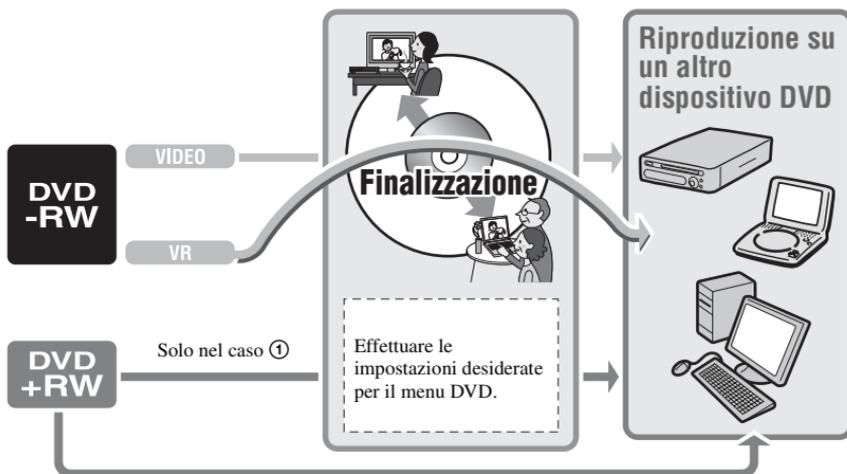 DVD
-RW
VIDEO
VR
Finalizzazione
Riproduzione su
un altro
dispositivo DVD
DVD
+RW
Solo nel caso ①
Effettuare le
impostazioni desiderate
per il menu DVD.